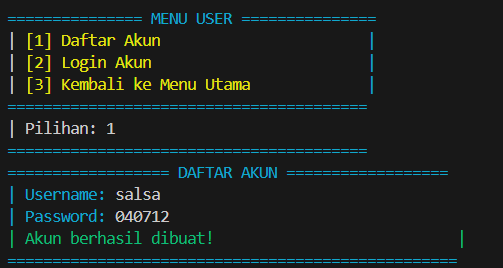 =============== MENU USER ===============
| [1] Daftar Akun                       |
| [2] Login Akun                        |
| [3] Kembali ke Menu Utama             |
========================================
| Pilihan: 1
========================================
================== DAFTAR AKUN ==================
| Username: salsa
| Password: 040712
| Akun berhasil dibuat!                           |
==================================================